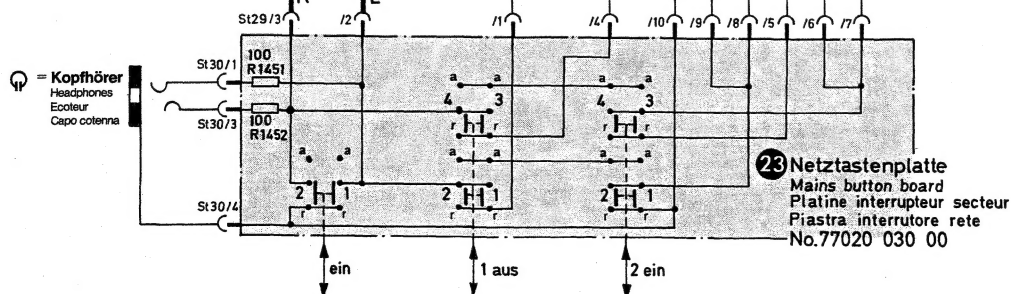 R L
St29/3 /2 /1 /4 /10 /9 /8 /5 /6 /7
St30/1 100
R1451
= Kopfhörer
Headphones
Ecoteur
Capo cotenna
a a a a
4 3 4 3
St30/3 100
R1452
r r r r
a a a a a a
2 1 2 1 2 1
r r r r r r
St30/4
23 Netztastenplatte
Mains button board
Platine interrupteur secteur
Piastra interrutore rete
No.77020 030 00
ein 1 aus 2 ein